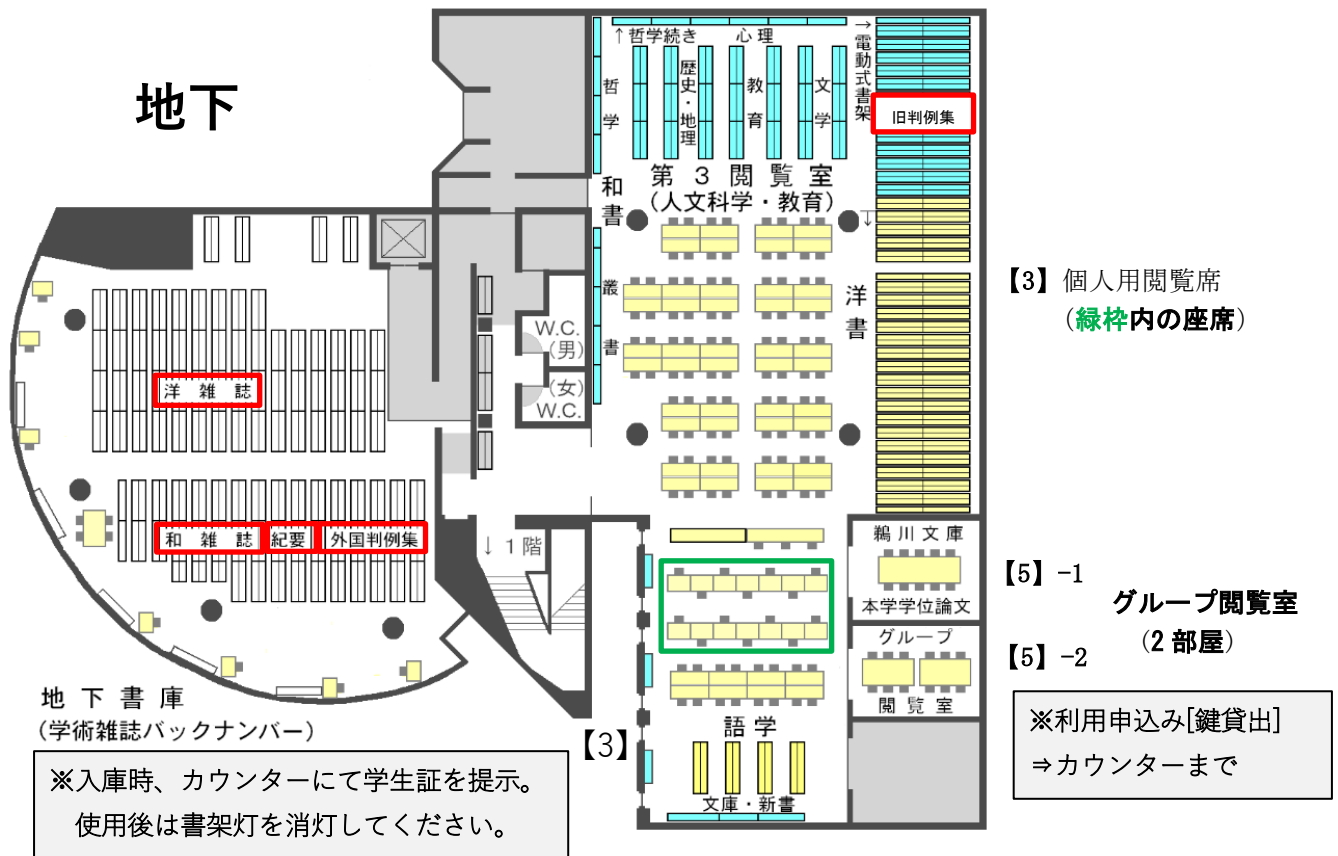 地下
↑哲学続き
心理
→電動式書架
哲学
歴史・地理
教育
文学
旧判例集
第3閲覧室
(人文科学・教育)
和書
↓
叢書
洋書
W.C.
(男)
(女)
W.C.
洋雑誌
和雑誌
紀要
外国判例集
↓1階
地下書庫
(学術雑誌バックナンバー)
※入庫時、カウンターにて学生証を提示。
使用後は書架灯を消灯してください。
【3】
語学
文庫・新書
鵜川文庫
本学学位論文
グループ
閲覧室
【3】個人用閲覧席
(緑枠内の座席)
【5】-1
グループ閲覧室
(2部屋)
【5】-2
※利用申込み[鍵貸出]
⇒カウンターまで